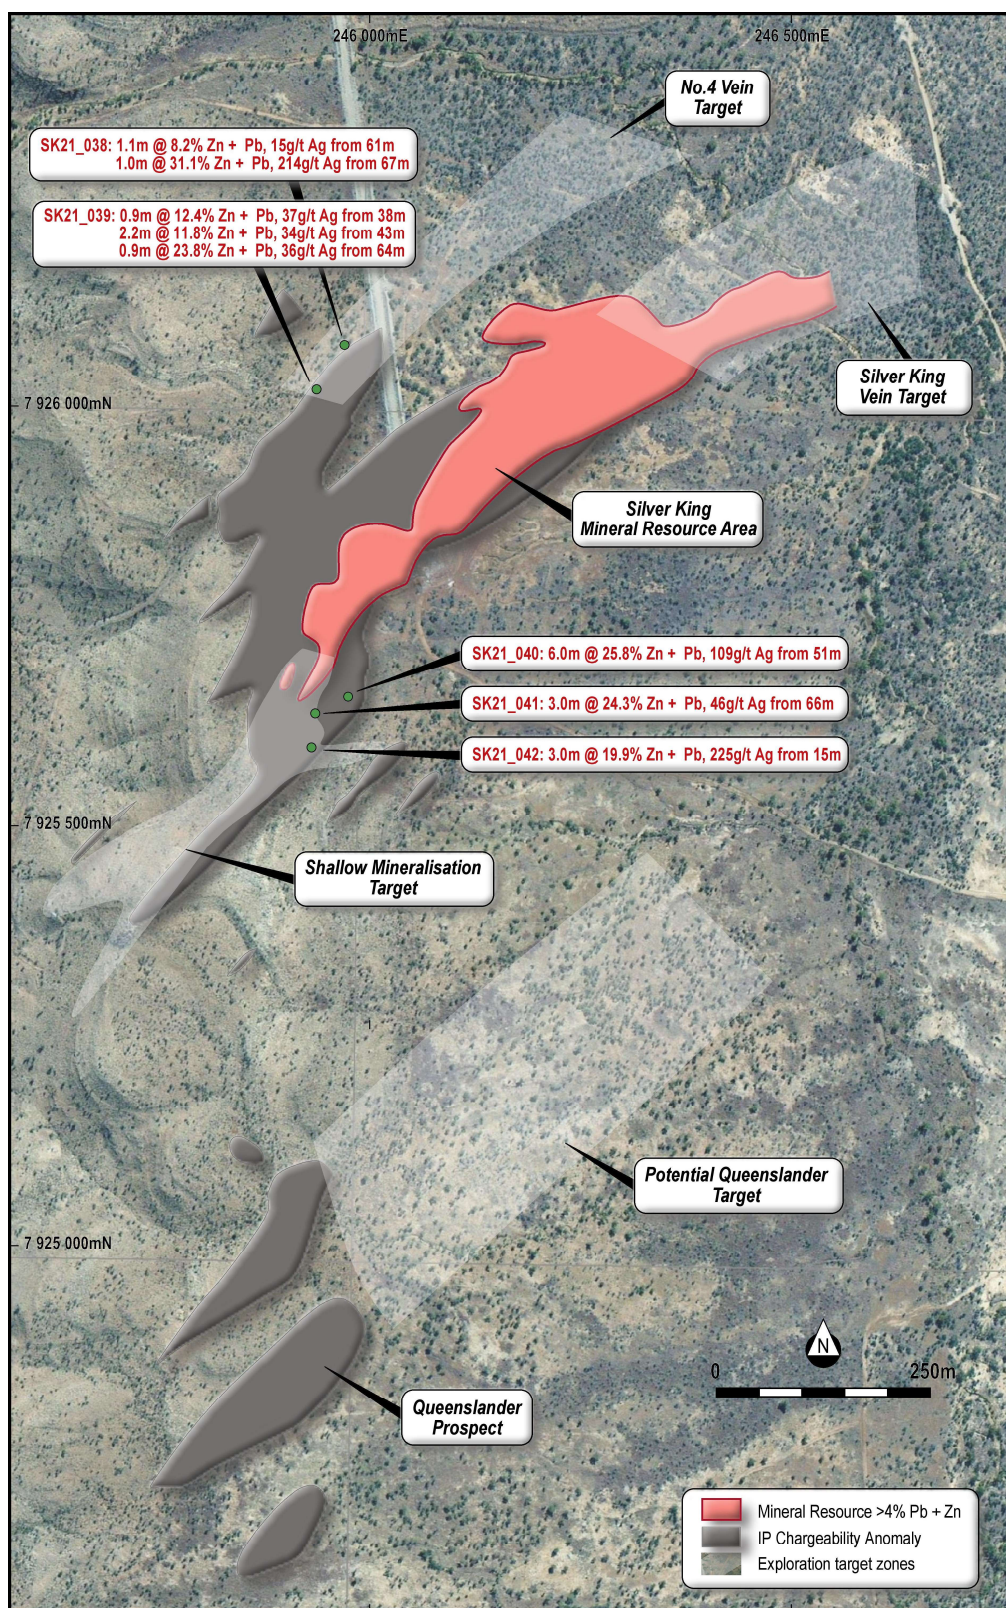 246 000mE
246 500mE
No.4 Vein
Target
SK21_038: 1.1m @ 8.2% Zn + Pb, 15g/t Ag from 61m
1.0m @ 31.1% Zn + Pb, 214g/t Ag from 67m
SK21_039: 0.9m @ 12.4% Zn + Pb, 37g/t Ag from 38m
2.2m @ 11.8% Zn + Pb, 34g/t Ag from 43m
0.9m @ 23.8% Zn + Pb, 36g/t Ag from 64m
Silver King
Vein Target
7 926 000mN
Silver King
Mineral Resource Area
SK21_040: 6.0m @ 25.8% Zn + Pb, 109g/t Ag from 51m
SK21_041: 3.0m @ 24.3% Zn + Pb, 46g/t Ag from 66m
SK21_042: 3.0m @ 19.9% Zn + Pb, 225g/t Ag from 15m
7 925 500mN
Shallow Mineralisation
Target
Potential Queenslander
Target
7 925 000mN
N
0
250m
Queenslander
Prospect
Mineral Resource >4% Pb + Zn
IP Chargeability Anomaly
Exploration target zones